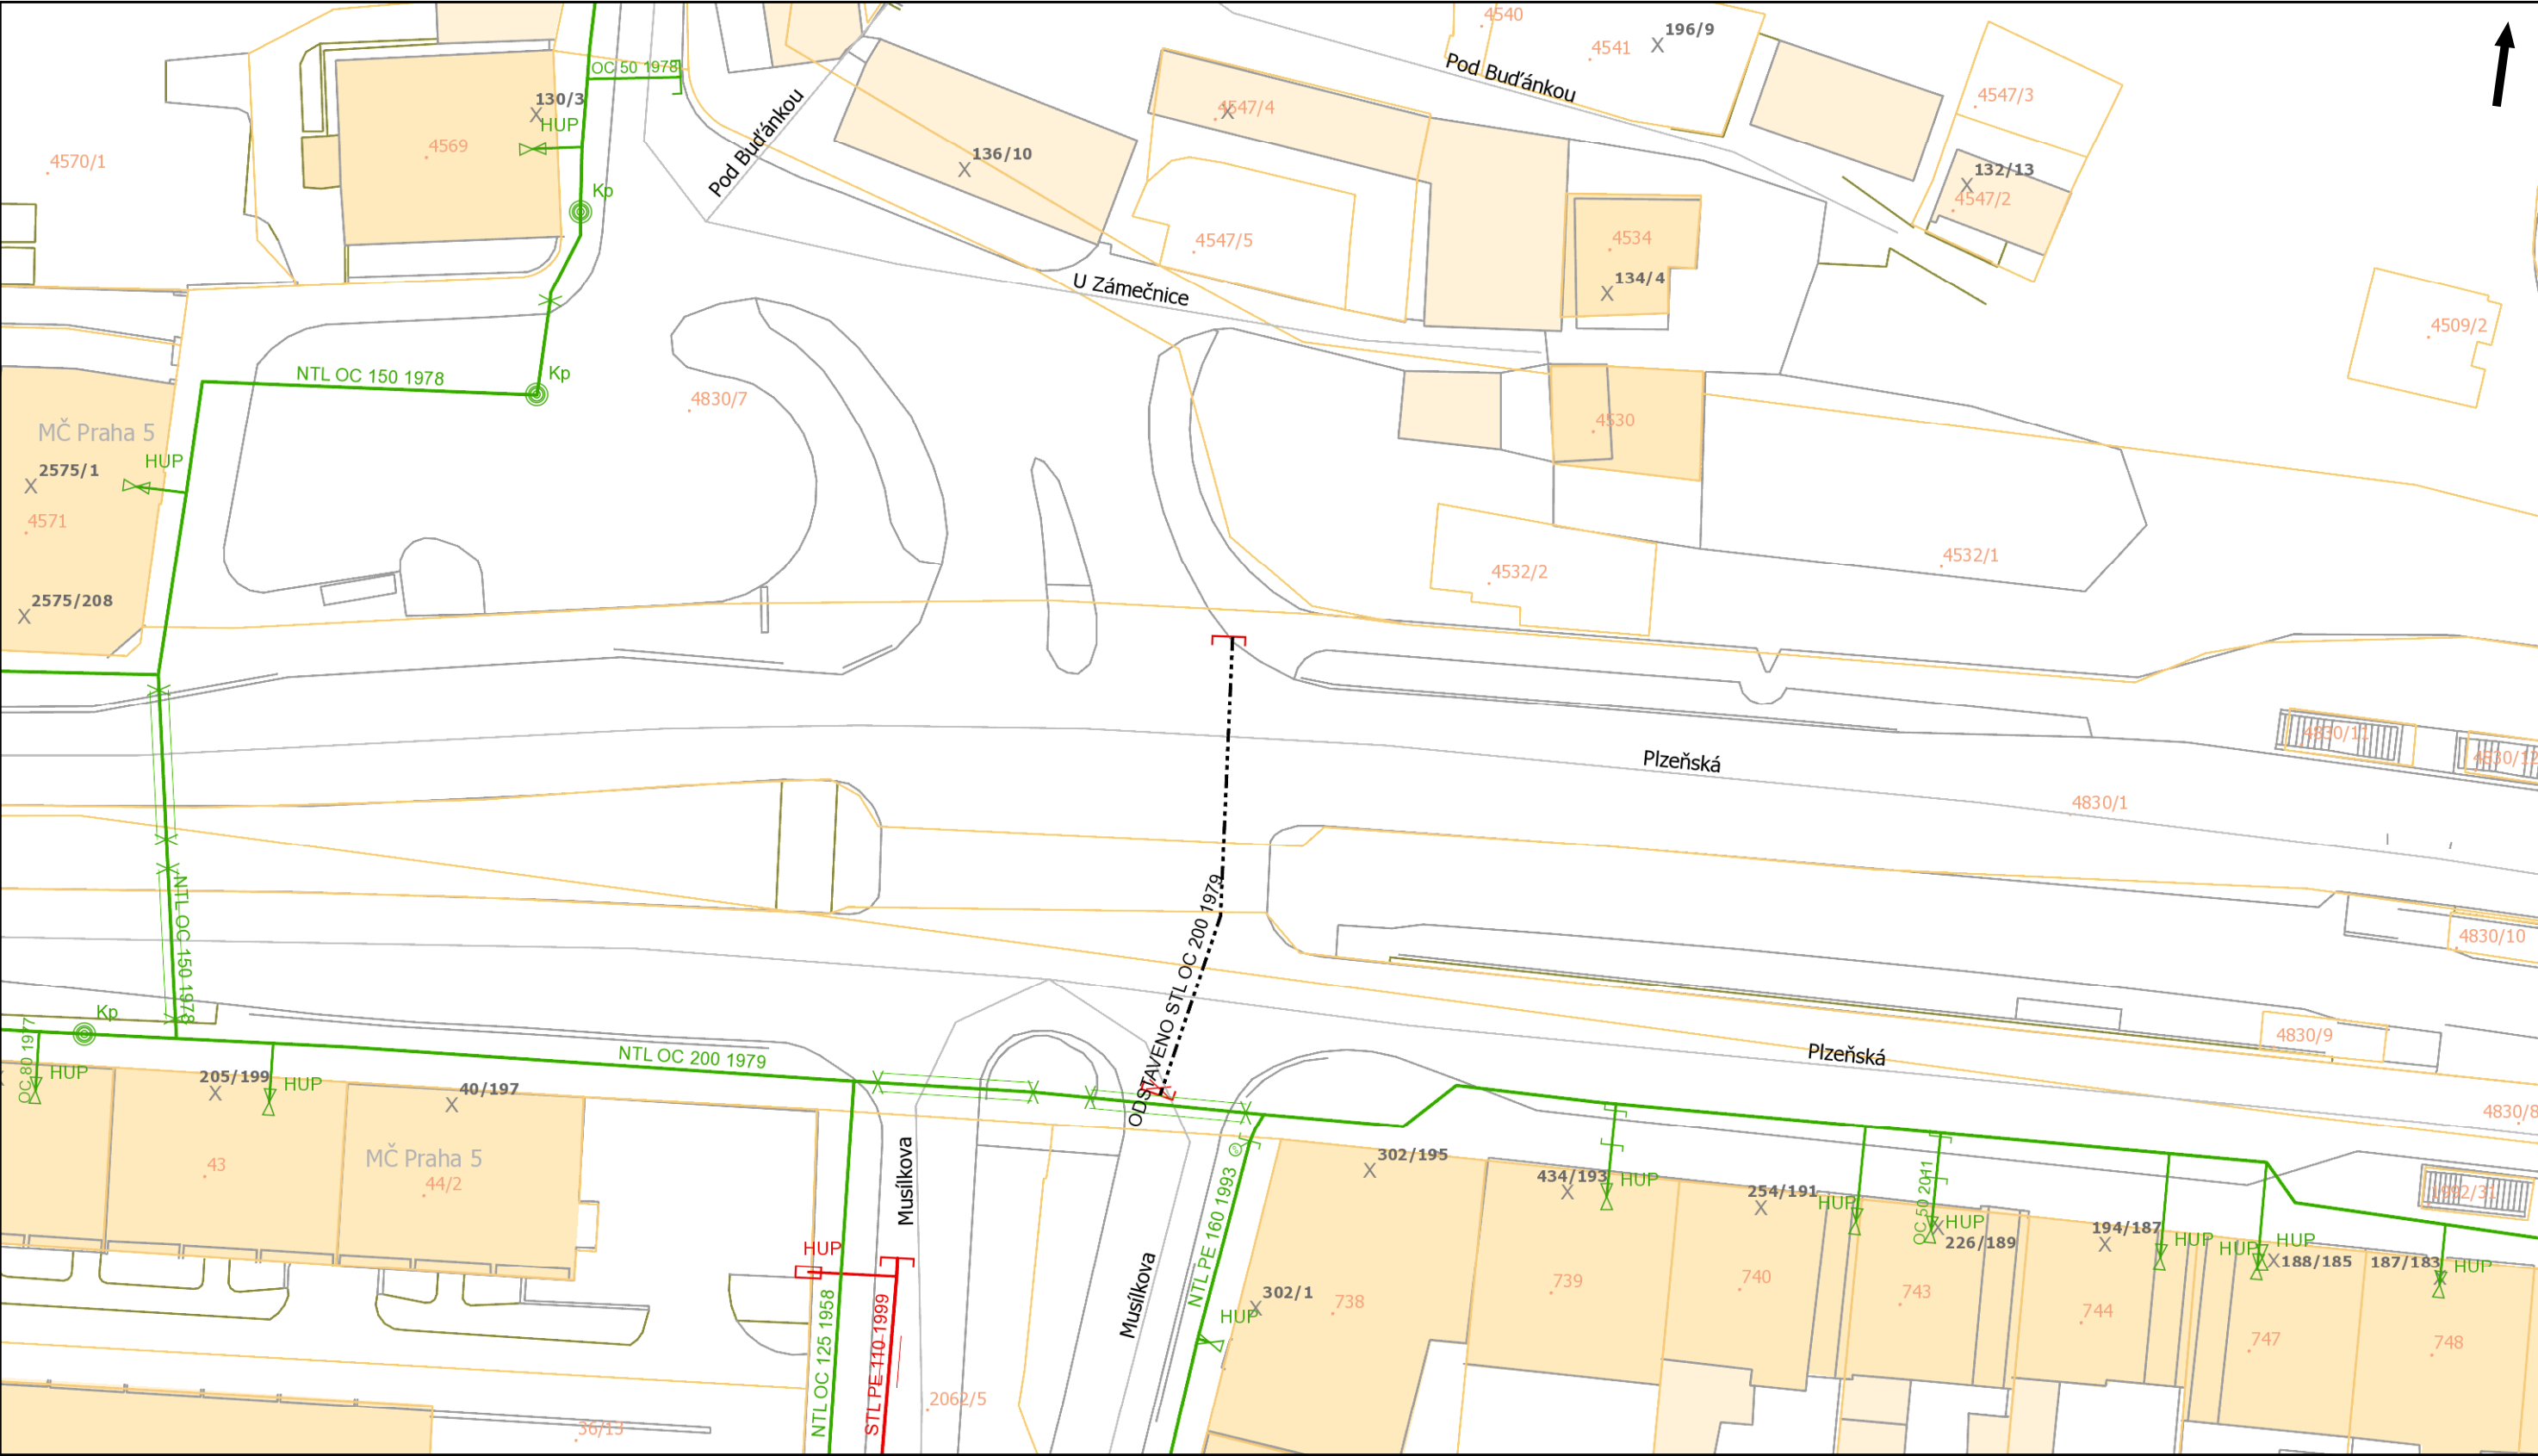 4540
196/9
4541
Pod Buďánkou
OC 50 1978
130/3
HUP
4569
4570/1
Pod Buďánkou
136/10
4547/4
4547/3
132/13
4547/2
Kp
4547/5
4534
134/4
U Zámečnice
4509/2
NTL OC 150 1978
Kp
4830/7
4530
MČ Praha 5
HUP
2575/1
4571
4532/1
4532/2
2575/208
Plzeňská
4830/11
4830/12
4830/1
4830/10
NTL OC 150 1978
ODSTAVENO STL OC 200 1979
Kp
4830/9
Plzeňská
NTL OC 200 1979
OC 80 1977
HUP
205/199
HUP
40/197
4830/8
MČ Praha 5
43
44/2
Musílkova
302/195
434/193
HUP
254/191
HUP
OC 50 2011
HUP
226/189
194/187
HUP
HUP
HUP
188/185
187/183
HUP
1992/31
HUP
NTL PE 160 1993
Musílkova
302/1
HUP
738
739
740
743
744
747
748
NTL OC 125 1958
STL PE 110 1999
2062/5
36/13